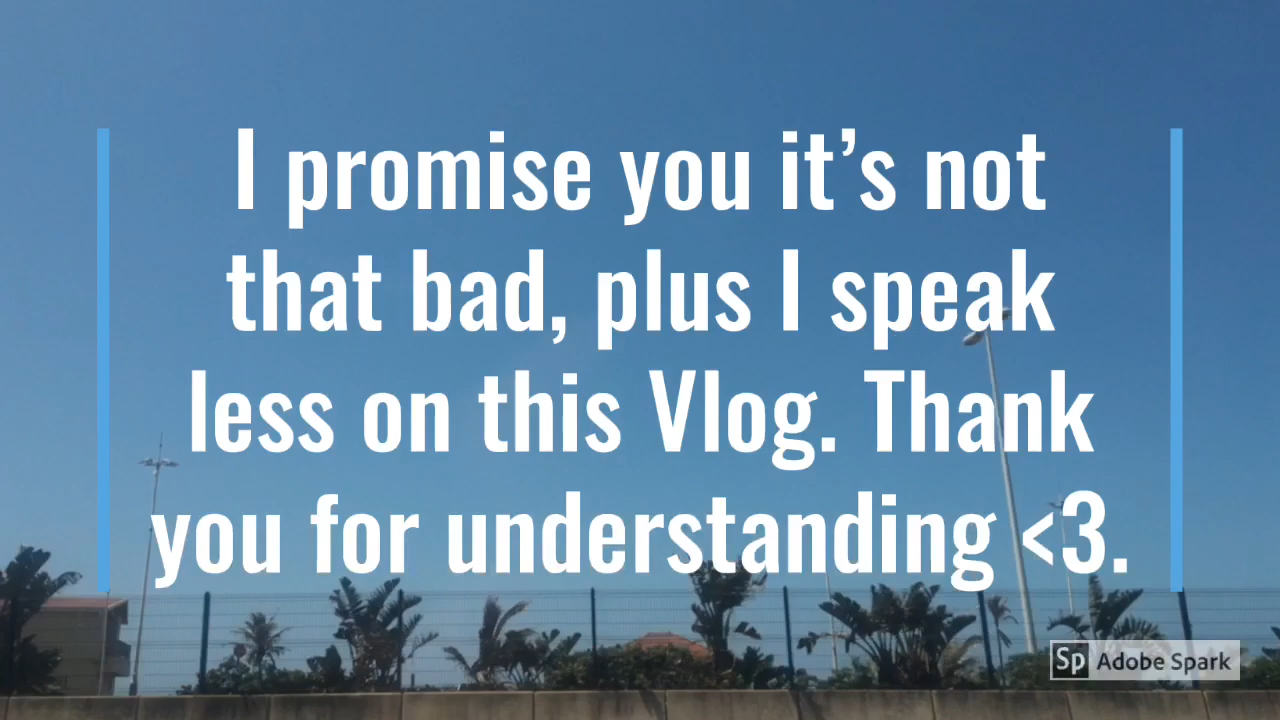 I promise you it’s not
that bad, plus I speak
less on this Vlog. Thank
you for understanding <3.
Sp Adobe Spark